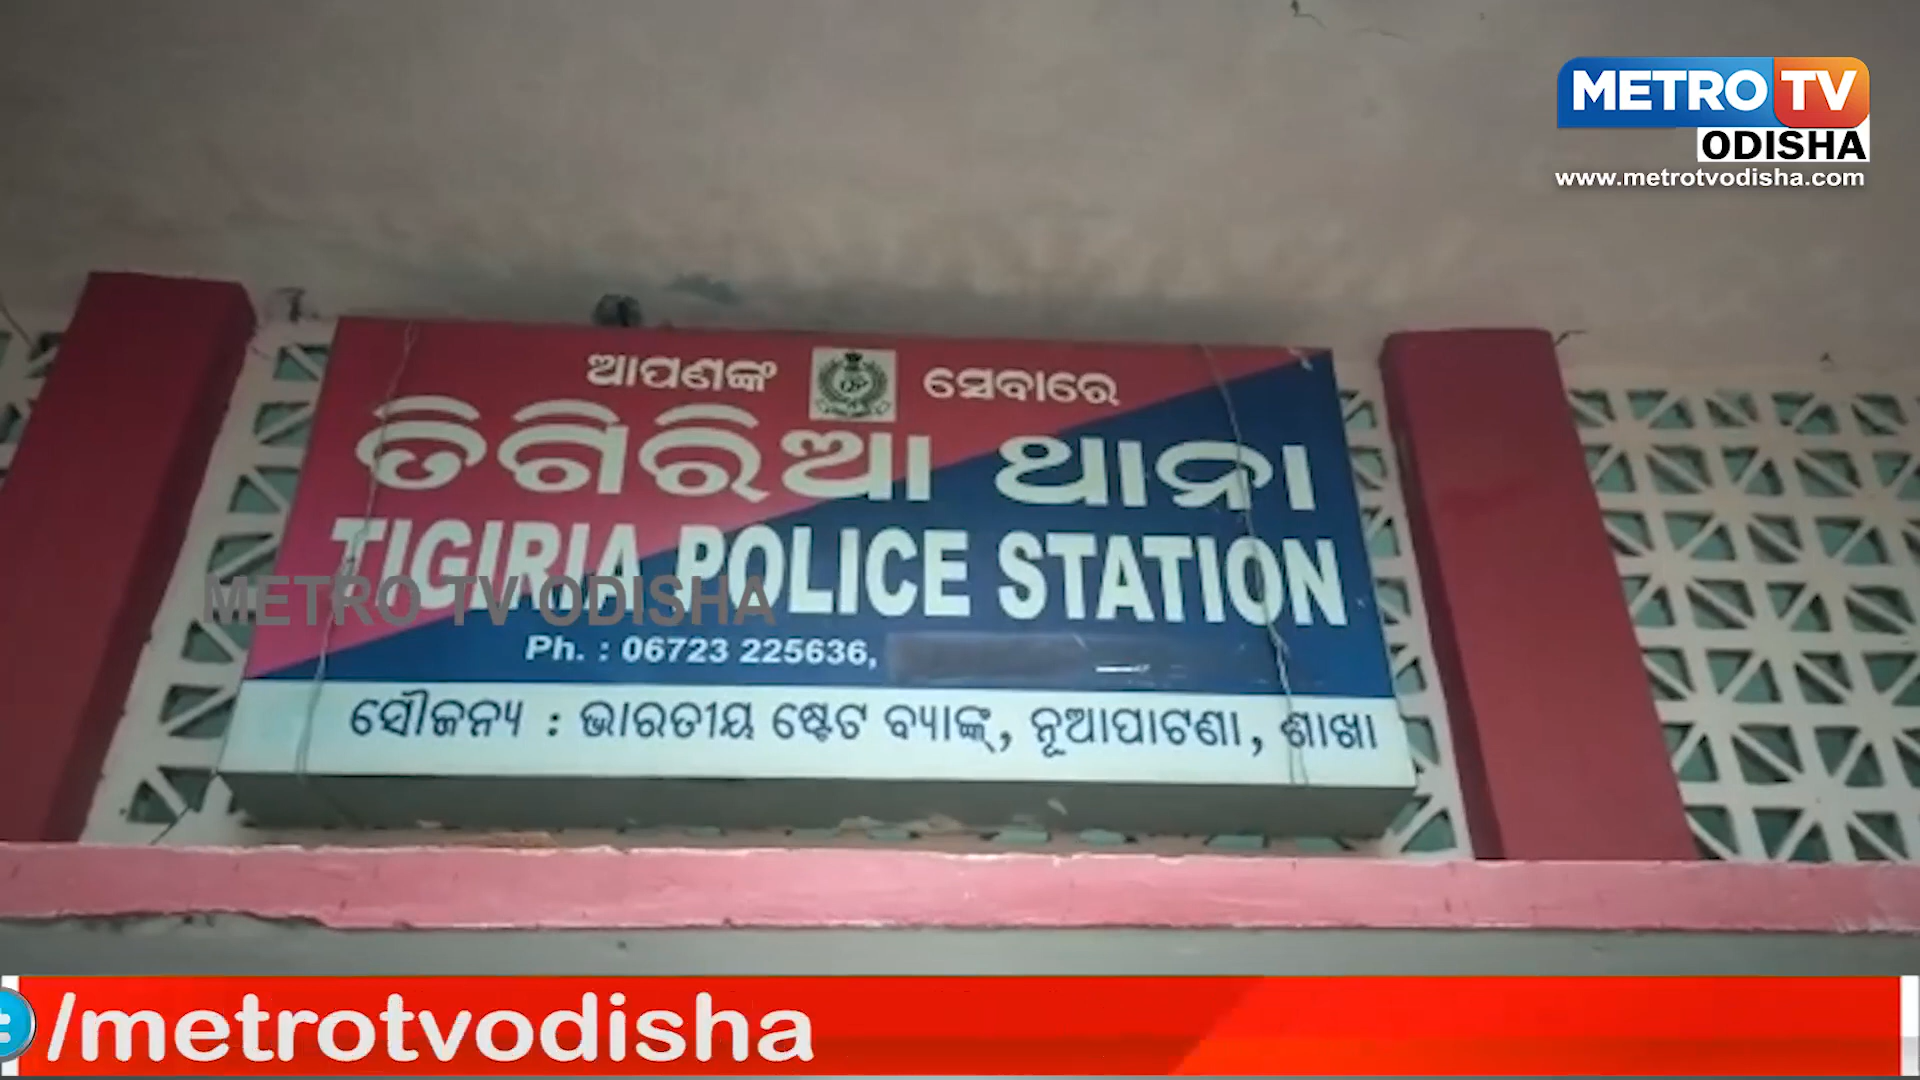 METRO TV
ODISHA
www.metrotvodisha.com
ଆପଣଙ୍କ ସେବାରେ
ତିଗିରିଆ ଥାନା
TIGIRIA POLICE STATION
METRO TV ODISHA
Ph. : 06723 225636,
ସୌଜନ୍ୟ : ଭାରତୀୟ ଷ୍ଟେଟ ବ୍ୟାଙ୍କ୍, ନୂଆପାଟଣା, ଶାଖା
/metrotvodisha